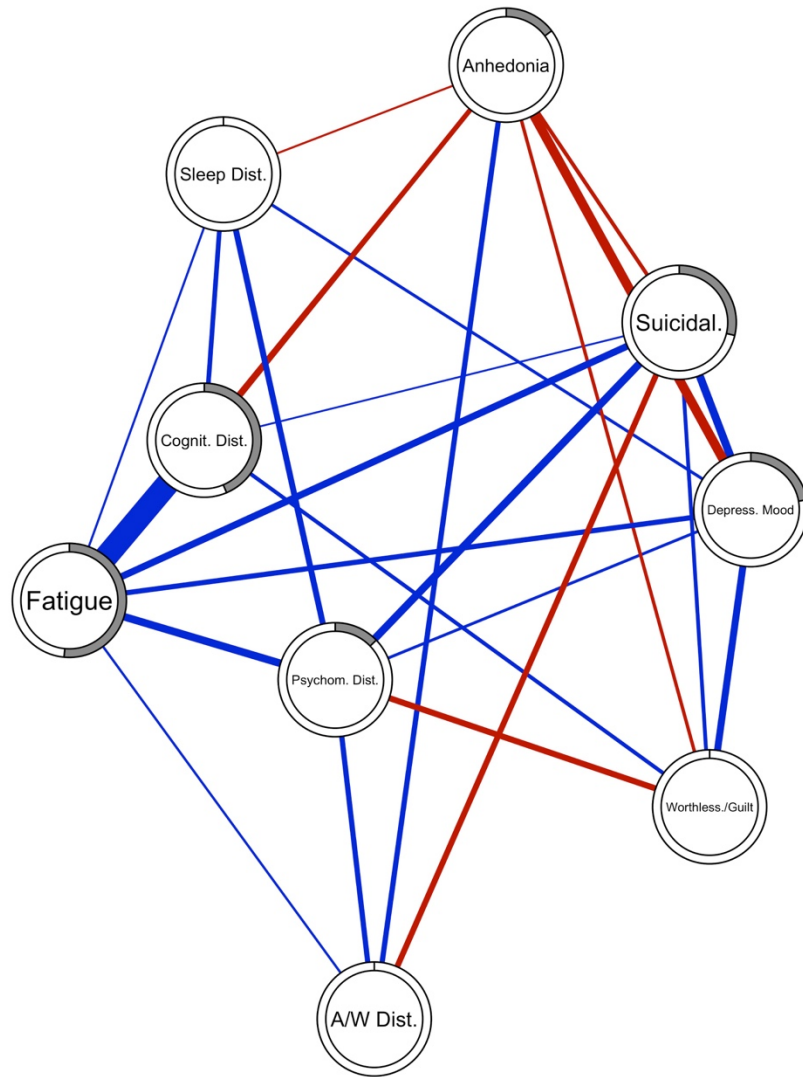 Anhedonia
Sleep Dist.
Suicidal.
Cognit. Dist.
Depress. Mood
Fatigue
Psychom. Dist.
Worthless./Guilt
A/W Dist.